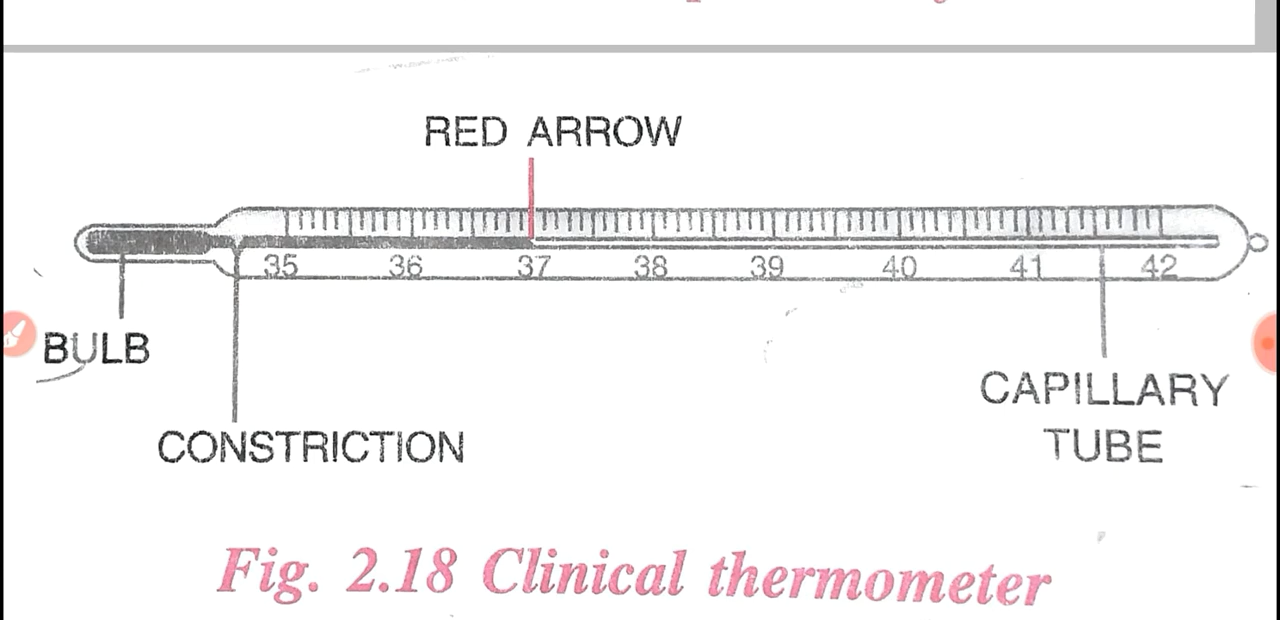 RED ARROW
35 36 37 38 39 40 41 42
BULB
CAPILLARY
TUBE
CONSTRICTION
Fig. 2.18 Clinical thermometer